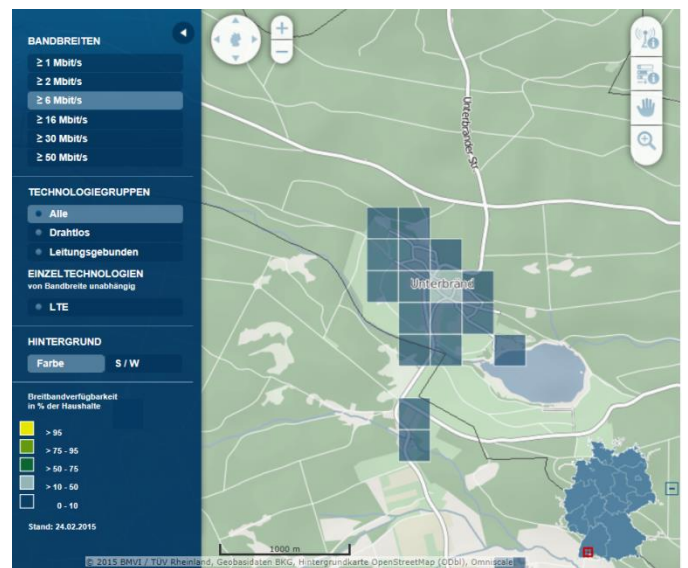 BANDBREITEN
≥ 1 Mbit/s
≥ 2 Mbit/s
≥ 6 Mbit/s
≥ 16 Mbit/s
≥ 30 Mbit/s
≥ 50 Mbit/s
TECHNOLOGIEGRUPPEN
Alle
Drahtlos
Leitungsgebunden
EINZELTECHNOLOGIEN
von Bandbreite unabhängig
LTE
HINTERGRUND
Farbe S / W
Breitbandverfügbarkeit
in % der Haushalte
> 95
> 75 - 95
> 50 - 75
> 10 - 50
0 - 10
Stand: 24.02.2015
Unterbrander Str.
Unterbrand
1000 m
© 2015 BMVI / TÜV Rheinland, Geobasidaten BKG, Hintergrundkarte OpenStreetMap (ODbl), Omniscale